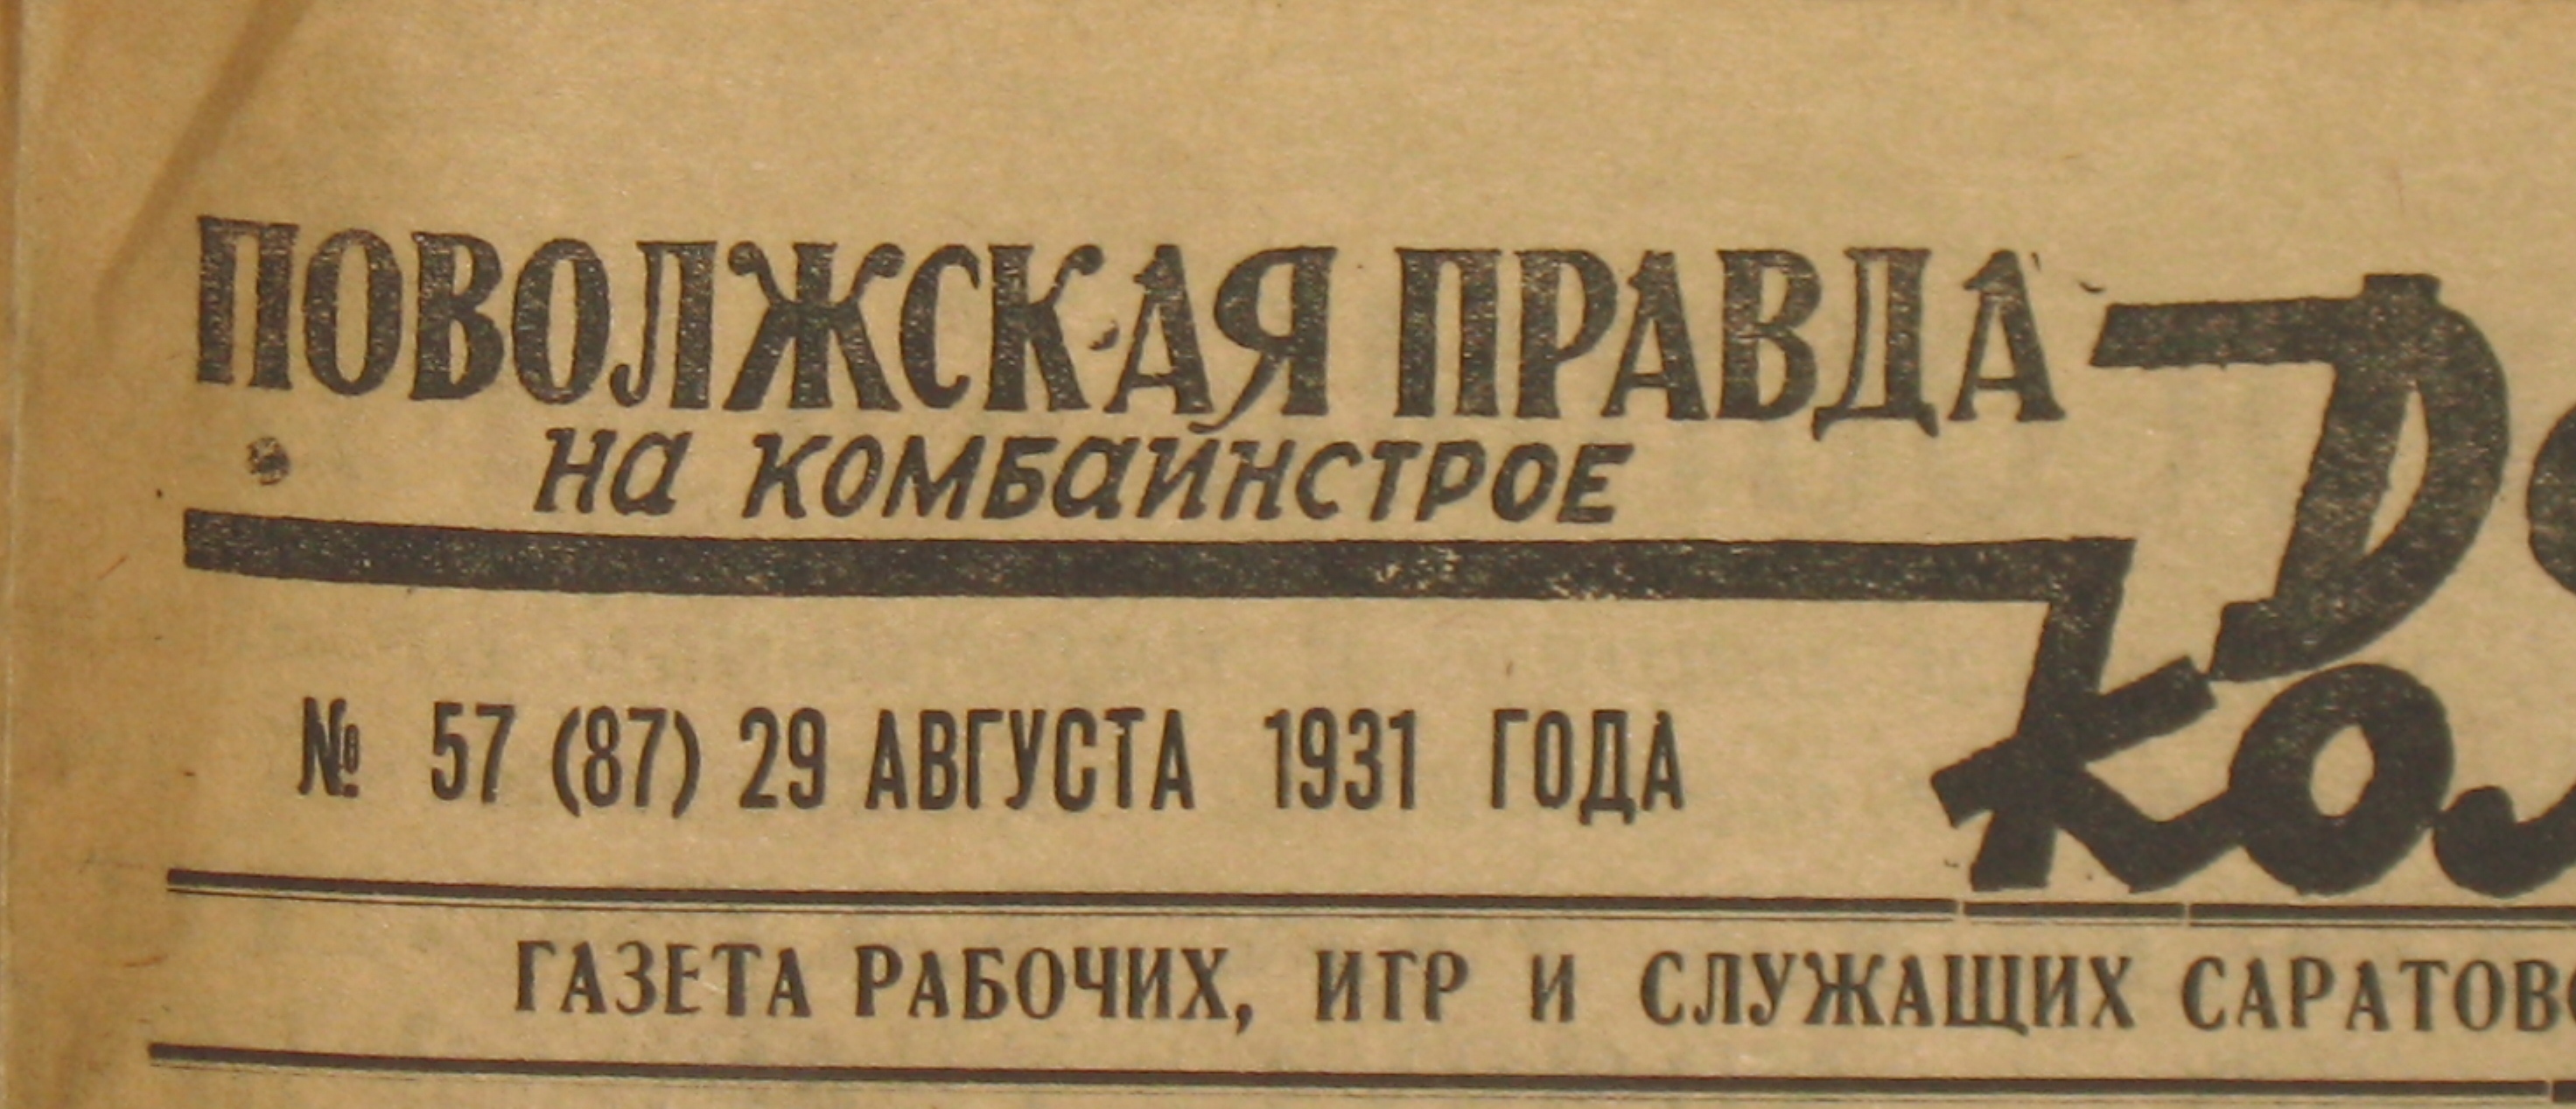 ПОВОЛЖСКАЯ ПРАВДА
на КОМБайНСТРОЕ
№ 57 (87) 29 АВГУСТА 1931 ГОДА
ГАЗЕТА РАБОЧИХ, ИТР И СЛУЖАЩИХ